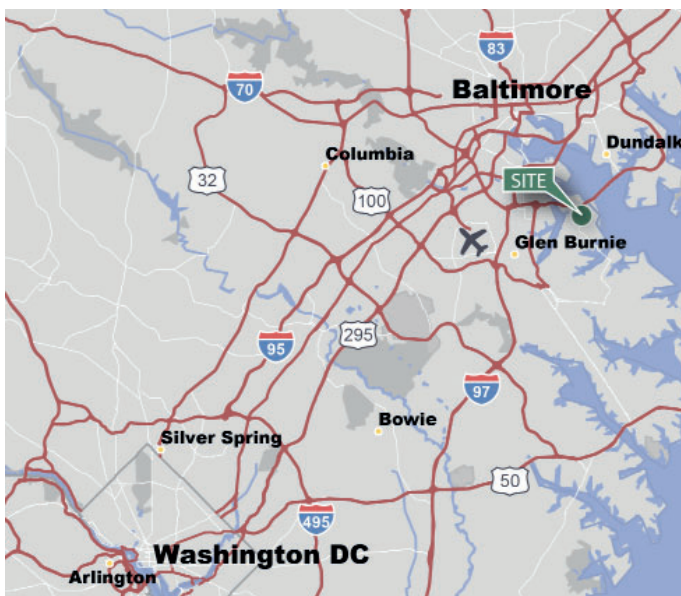 83
70
Baltimore
Dundalk
Columbia
32
SITE
100
Glen Burnie
295
95
97
Bowie
Silver Spring
50
495
Washington DC
Arlington